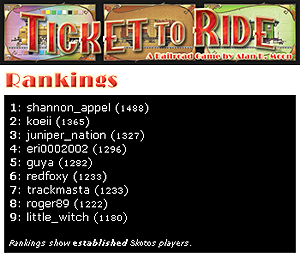 TICKET TO RIDE
A Railroad Game by Alan R. Moon
Rankings
1: shannon_appel (1488)
2: koeii (1365)
3: juniper_nation (1327)
4: eri0002002 (1296)
5: guya (1282)
6: redfoxy (1233)
7: trackmasta (1233)
8: roger89 (1222)
9: little_witch (1180)
Rankings show established Skotos players.